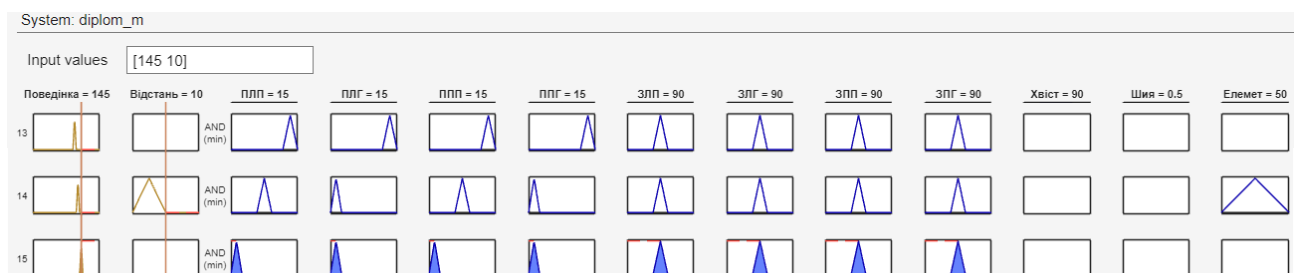 System: diplom_m
Input values [145 10]
Поведінка = 145 Відстань = 10 ПЛП = 15 ПЛГ = 15 ППП = 15 ППГ = 15 ЗЛП = 90 ЗЛГ = 90 ЗПП = 90 ЗПГ = 90 Хвіст = 90 Шия = 0.5 Елемет = 50
13 AND
(min)
14 AND
(min)
15 AND
(min)